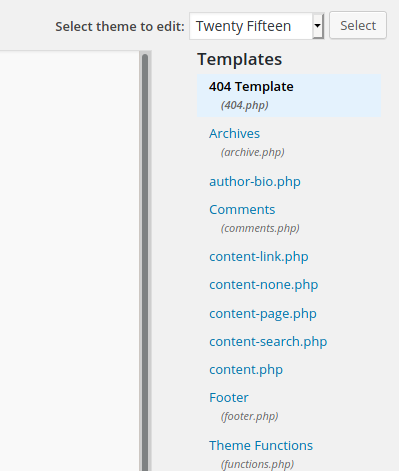 Select theme to edit: Twenty Fifteen Select
Templates
404 Template
(404.php)
Archives
(archive.php)
author-bio.php
Comments
(comments.php)
content-link.php
content-none.php
content-page.php
content-search.php
content.php
Footer
(footer.php)
Theme Functions
(functions.php)